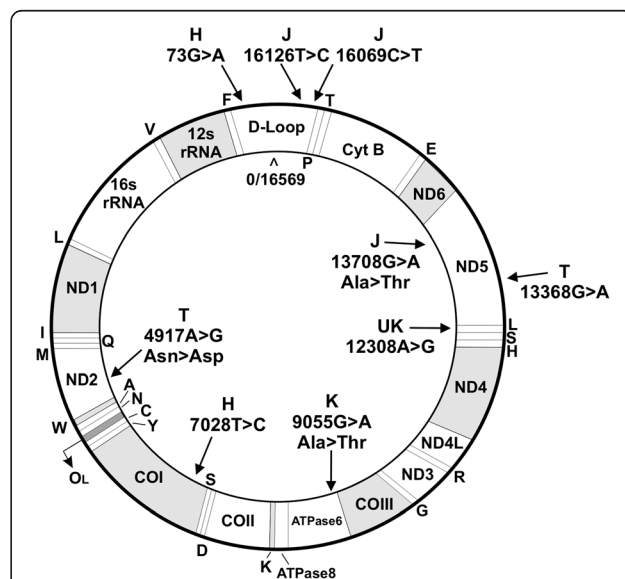 H
73G>A
J
16126T>C
J
16069C>T
F
T
D-Loop
V
12s
rRNA
P
Cyt B
E
^
0/16569
16s
rRNA
ND6
L
J
13708G>A
Ala>Thr
ND5
T
13368G>A
ND1
T
4917A>G
Asn>Asp
UK
12308A>G
L
S
H
I
Q
M
ND2
A
N
C
Y
W
OL
H
7028T>C
K
9055G>A
Ala>Thr
ND4
ND4L
R
ND3
G
COI
S
COII
D
K
ATPase6
ATPase8
COIII